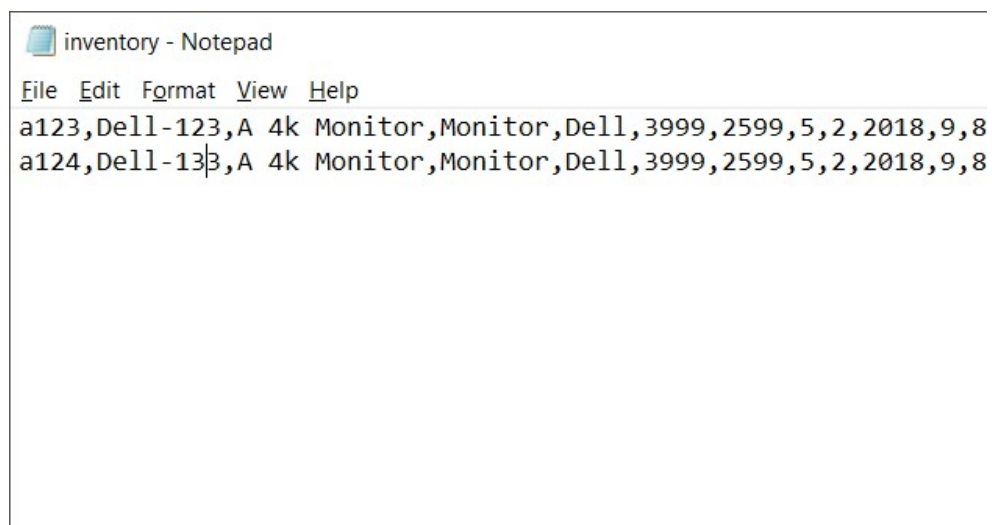 inventory - Notepad
File Edit Format View Help
a123,Dell-123,A 4k Monitor,Monitor,Dell,3999,2599,5,2,2018,9,8
a124,Dell-133,A 4k Monitor,Monitor,Dell,3999,2599,5,2,2018,9,8